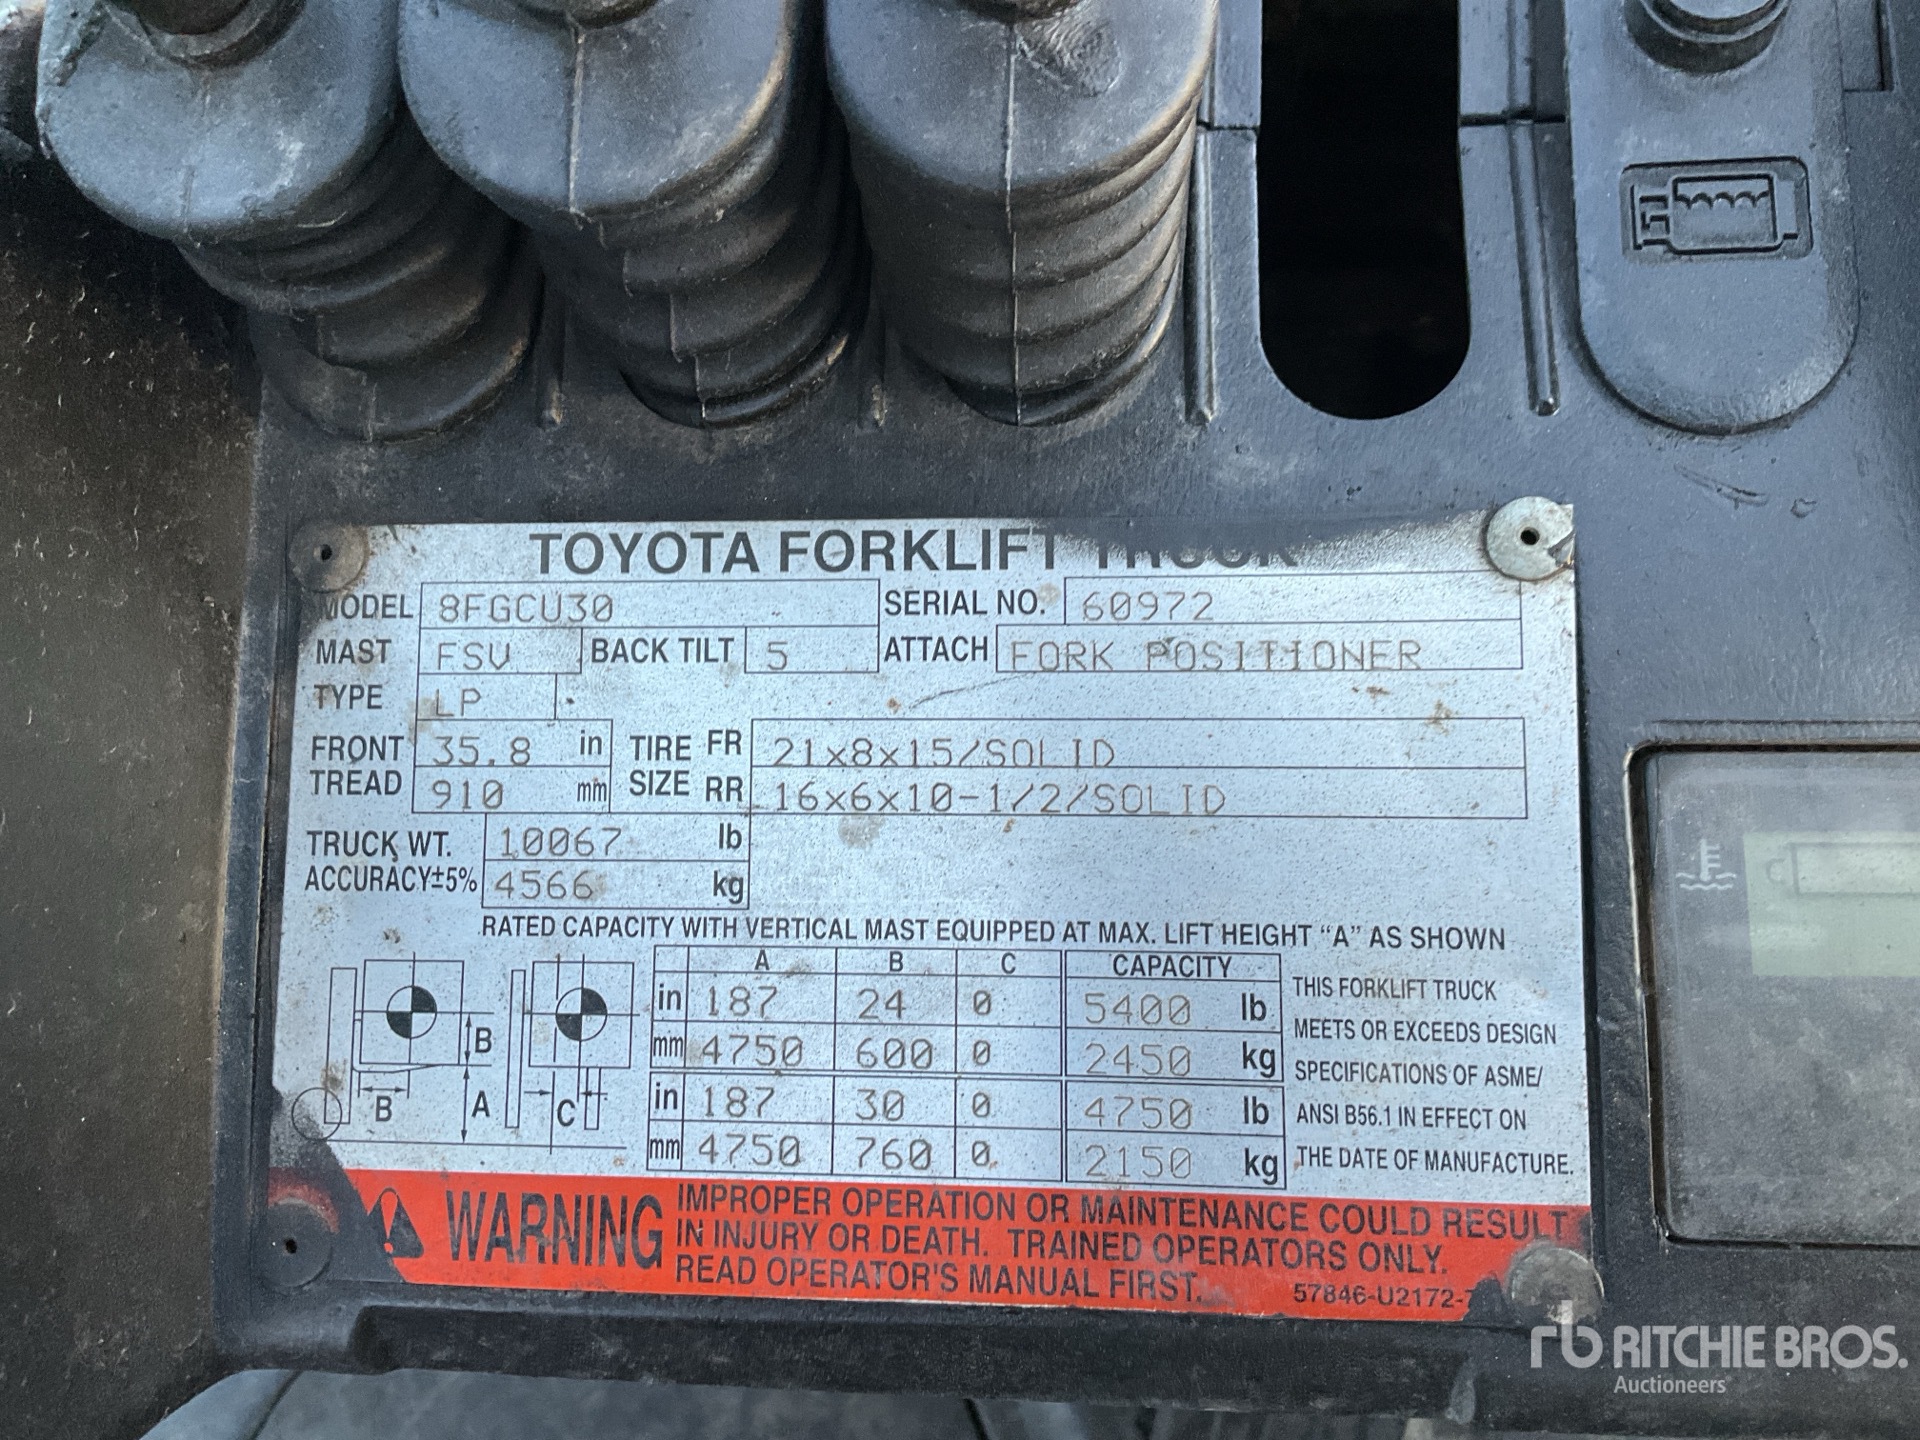 TOYOTA FORKLIFT TRUCK
MODEL 8FGCU30 SERIAL NO. 60972
MAST FSV BACK TILT 5 ATTACH FORK POSITIONER
TYPE LP
FRONT TREAD 35.8 in TIRE SIZE FR 21x8x15/SOLID
910 mm RR 16x6x10-1/2/SOLID
TRUCK WT. 10067 lb
ACCURACY±5% 4566 kg
RATED CAPACITY WITH VERTICAL MAST EQUIPPED AT MAX. LIFT HEIGHT "A" AS SHOWN
A B C CAPACITY
in 187 24 0 5400 lb
mm 4750 600 0 2450 kg
in 187 30 0 4750 lb
mm 4750 760 0 2150 kg
B
B A C
THIS FORKLIFT TRUCK
MEETS OR EXCEEDS DESIGN
SPECIFICATIONS OF ASME/
ANSI B56.1 IN EFFECT ON
THE DATE OF MANUFACTURE.
WARNING
IMPROPER OPERATION OR MAINTENANCE COULD RESULT
IN INJURY OR DEATH. TRAINED OPERATORS ONLY.
READ OPERATOR'S MANUAL FIRST.
57846-U2172-7
rb RITCHIE BROS.
Auctioneers